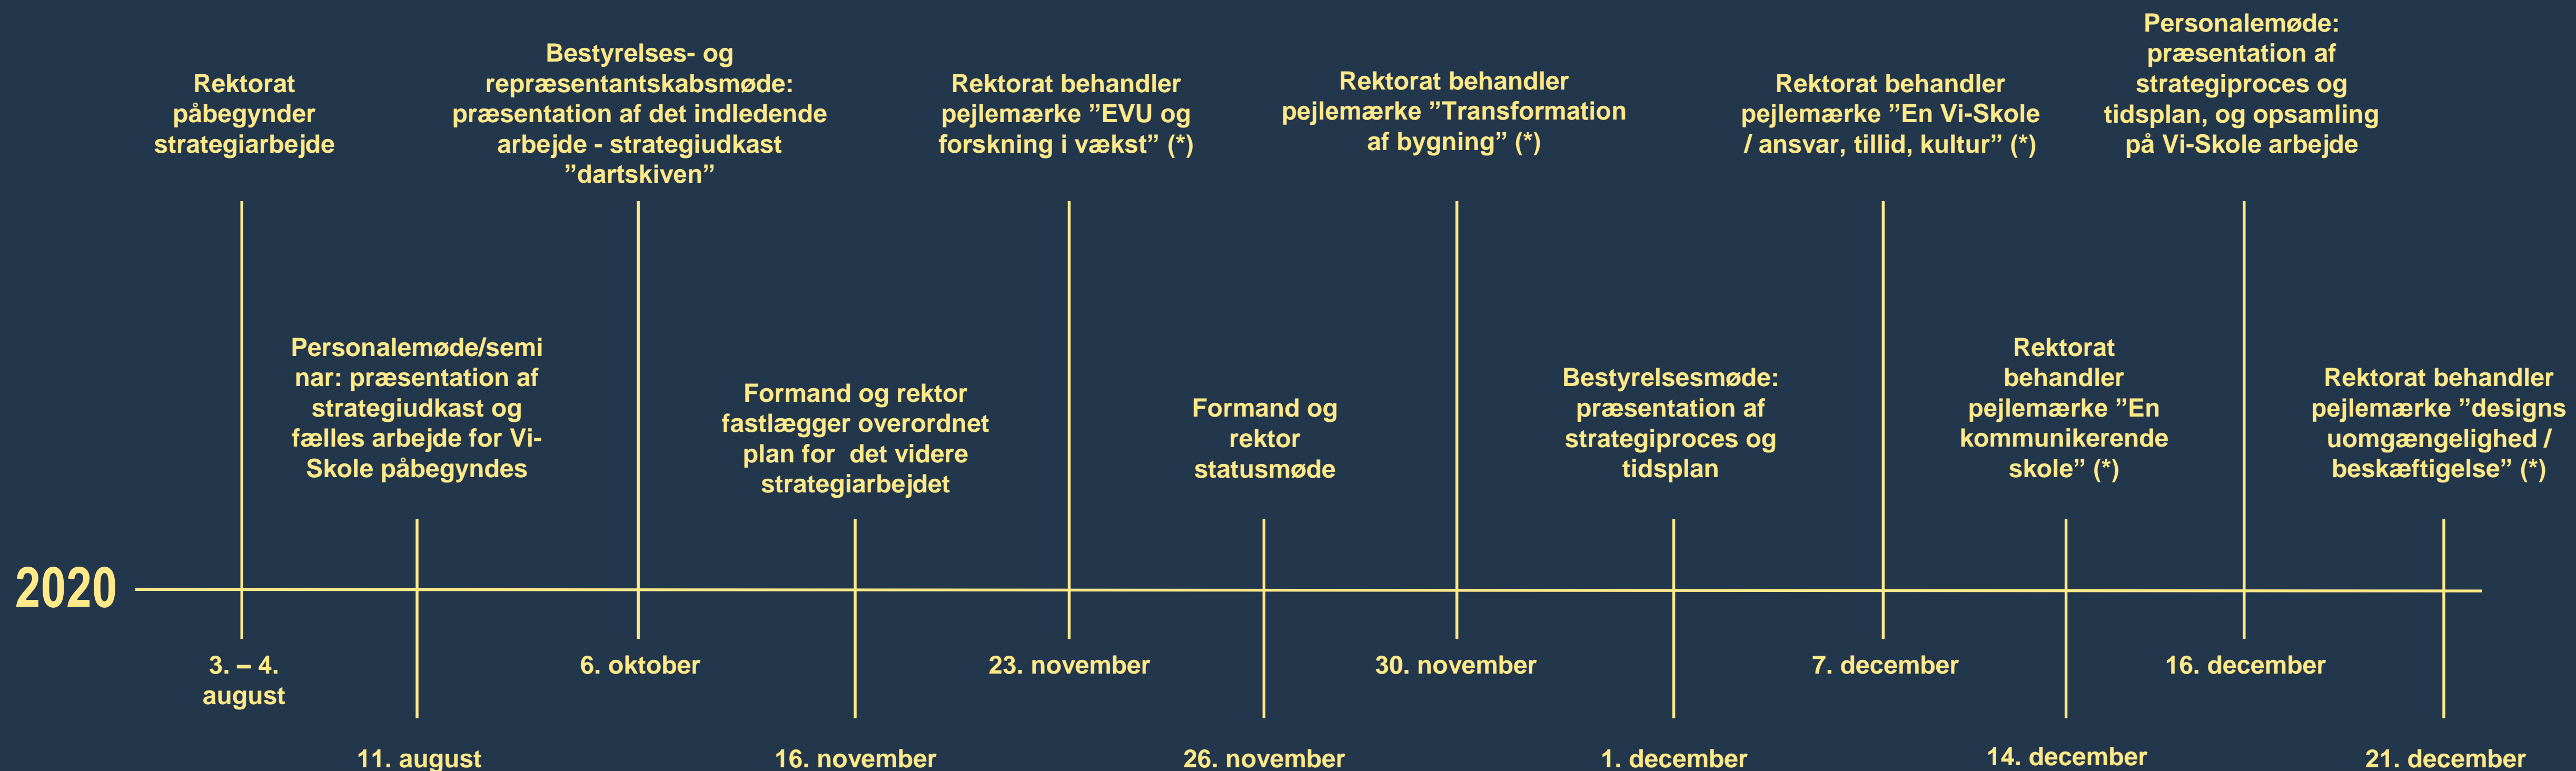 Rektorat
påbegynder
strategiarbejde
Bestyrelses- og
repræsentantskabsmøde:
præsentation af det indledende
arbejde - strategiudkast
”dartskiven”
Rektorat behandler
pejlemærke ”EVU og
forskning i vækst” (*)
Rektorat behandler
pejlemærke ”Transformation
af bygning” (*)
Rektorat behandler
pejlemærke ”En Vi-Skole
/ ansvar, tillid, kultur” (*)
Personalemøde:
præsentation af
strategiproces og
tidsplan, og opsamling
på Vi-Skole arbejde
Personalemøde/semi
nar: præsentation af
strategiudkast og
fælles arbejde for Vi-
Skole påbegyndes
Formand og rektor
fastlægger overordnet
plan for  det videre
strategiarbejdet
Formand og
rektor
statusmøde
Bestyrelsesmøde:
præsentation af
strategiproces og
tidsplan
Rektorat
behandler
pejlemærke ”En
kommunikerende
skole” (*)
Rektorat behandler
pejlemærke ”designs
uomgængelighed /
beskæftigelse” (*)
2020
3. – 4.
august
6. oktober
23. november
30. november
7. december
16. december
11. august
16. november
26. november
1. december
14. december
21. december